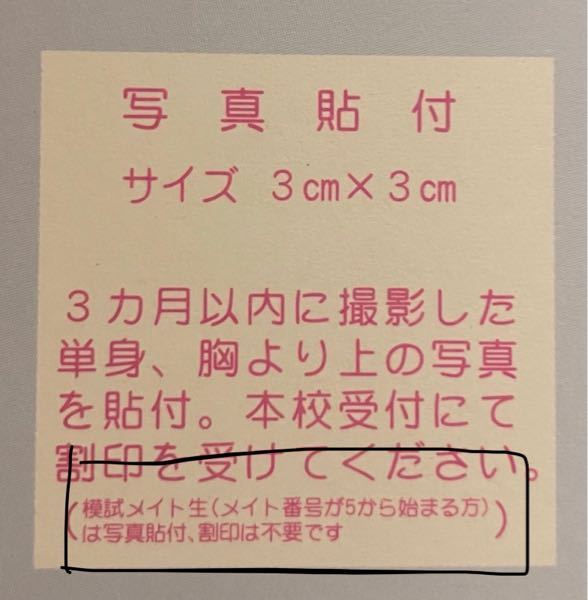 写真貼付
サイズ 3cm×3cm
3カ月以内に撮影した
単身、胸より上の写真
を貼付。本校受付にて
割印を受けてください。
(模試メイト生(メイト番号が5から始まる方)
は写真貼付、割印は不要です)